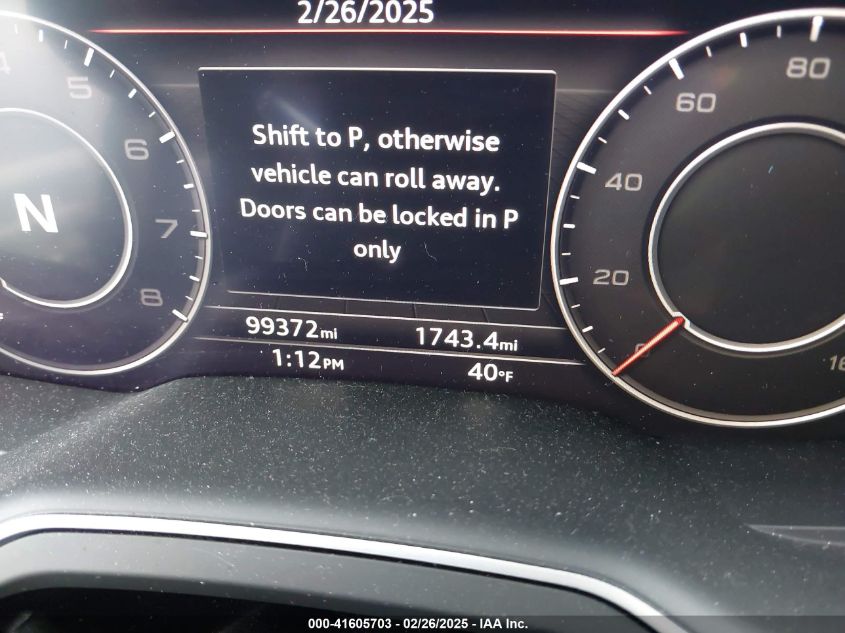 2/26/2025
4
5
6
7
8
N
Shift to P, otherwise
vehicle can roll away.
Doors can be locked in P
only
99372mi
1743.4mi
1:12PM
40°F
0
20
40
60
80
16
000-41605703 - 02/26/2025 - IAA Inc.